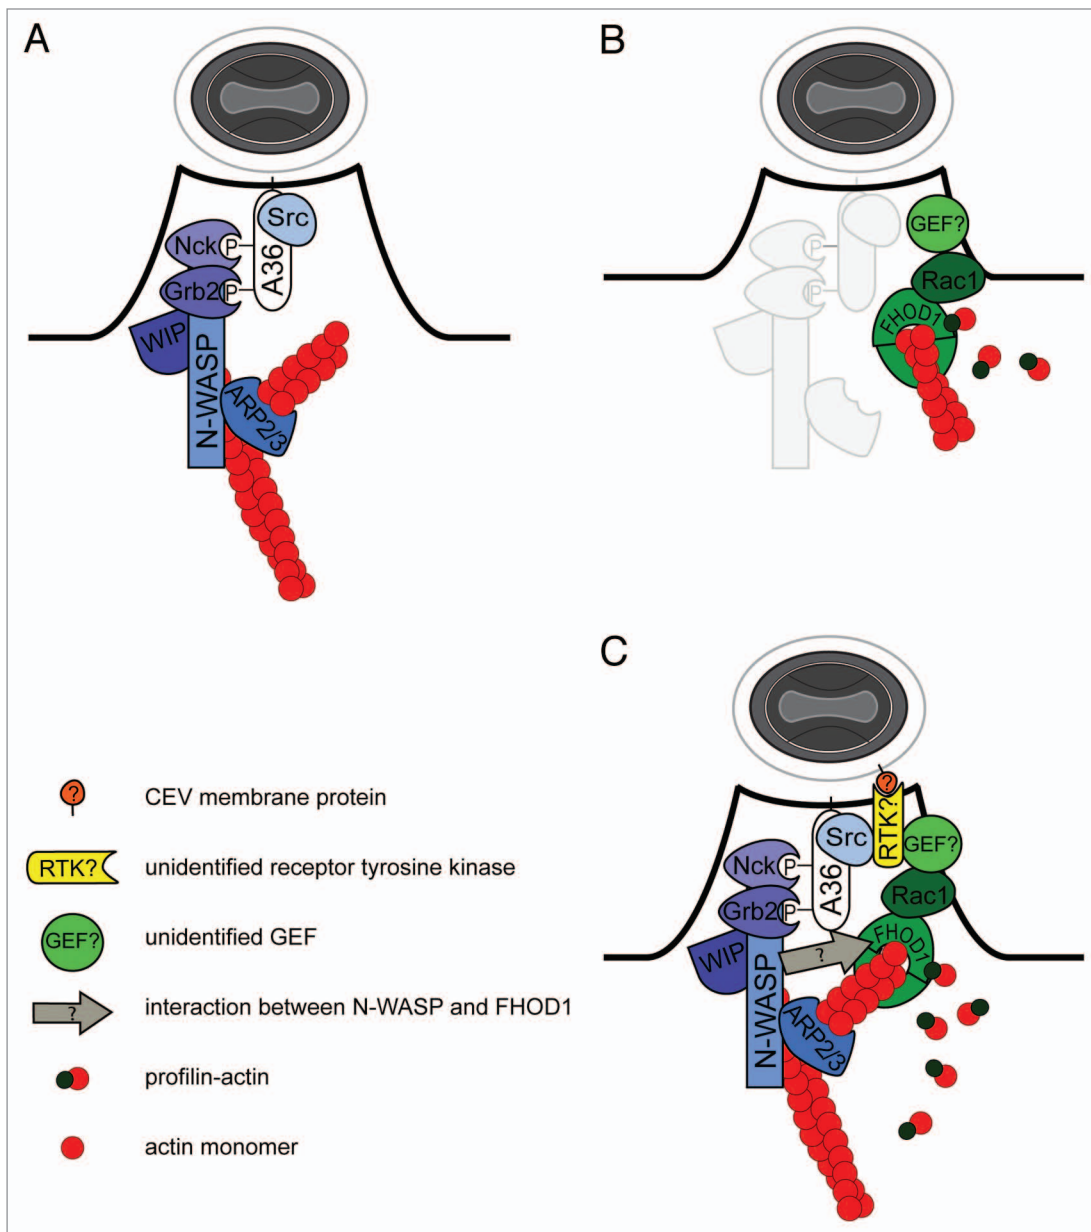 A
Src
Nck
P
A36
Grb2
P
WIP
N-WASP
ARP2/3
B
GEF?
P
Rac1
P
FHOD1
C
?
RTK?
Src
GEF?
Nck
P
A36
Rac1
Grb2
P
FHOD1
WIP
?
N-WASP
ARP2/3
? CEV membrane protein
RTK? unidentified receptor tyrosine kinase
GEF? unidentified GEF
? interaction between N-WASP and FHOD1
profilin-actin
actin monomer